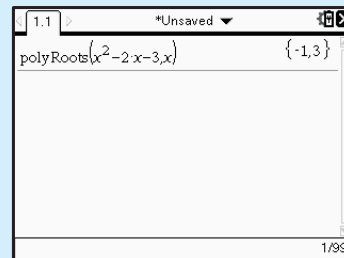 1.1 *Unsaved
polyRoots(x²−2·x−3,x) {-1,3}
1/99